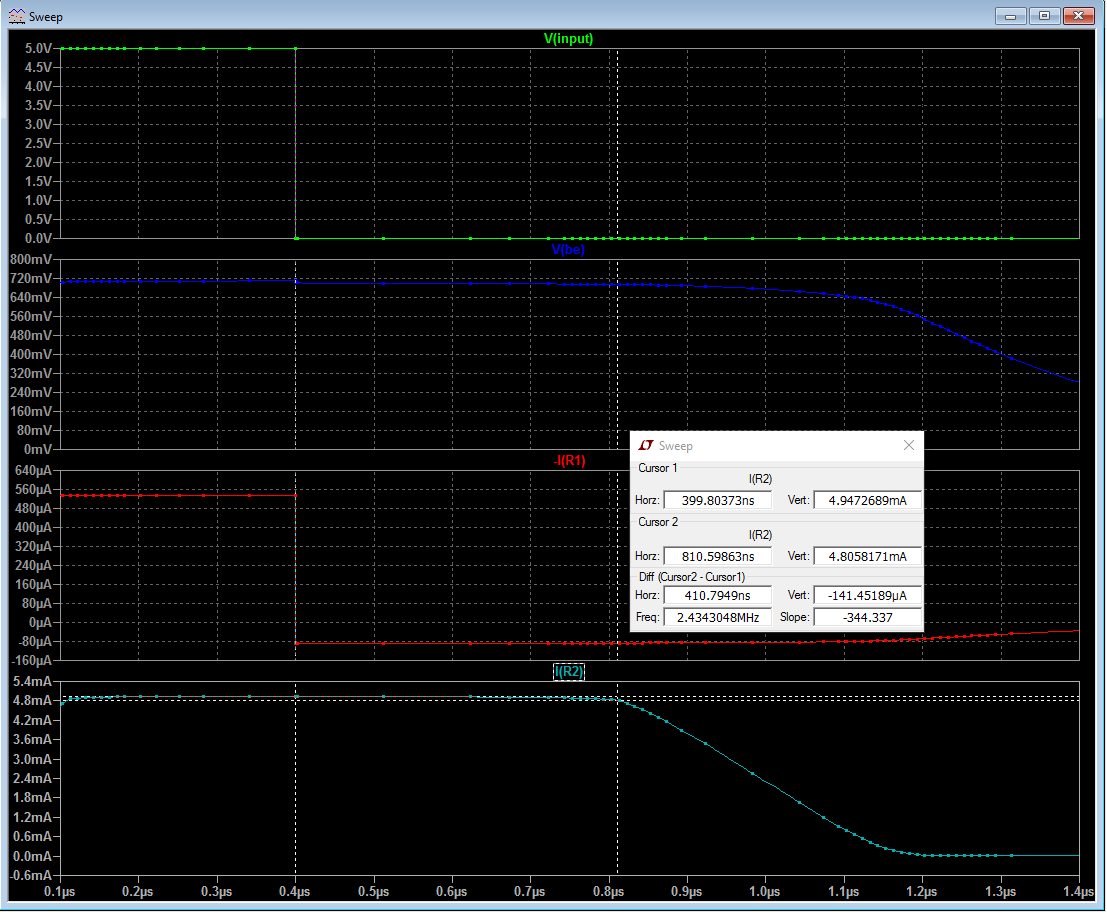 Sweep
V(input)
5.0V
4.5V
4.0V
3.5V
3.0V
2.5V
2.0V
1.5V
1.0V
0.5V
0.0V
V(be)
800mV
720mV
640mV
560mV
480mV
400mV
320mV
240mV
160mV
80mV
0mV
-I(R1)
640µA
560µA
480µA
400µA
320µA
240µA
160µA
80µA
0µA
-80µA
-160µA
Sweep
Cursor 1
I(R2)
Horz: 399.80373ns Vert: 4.9472689mA
Cursor 2
I(R2)
Horz: 810.59863ns Vert: 4.8058171mA
Diff (Cursor2 - Cursor1)
Horz: 410.7949ns Vert: -141.45189µA
Freq: 2.4343048MHz Slope: -344.337
I(R2)
5.4mA
4.8mA
4.2mA
3.6mA
3.0mA
2.4mA
1.8mA
1.2mA
0.6mA
0.0mA
-0.6mA
0.1µs 0.2µs 0.3µs 0.4µs 0.5µs 0.6µs 0.7µs 0.8µs 0.9µs 1.0µs 1.1µs 1.2µs 1.3µs 1.4µs